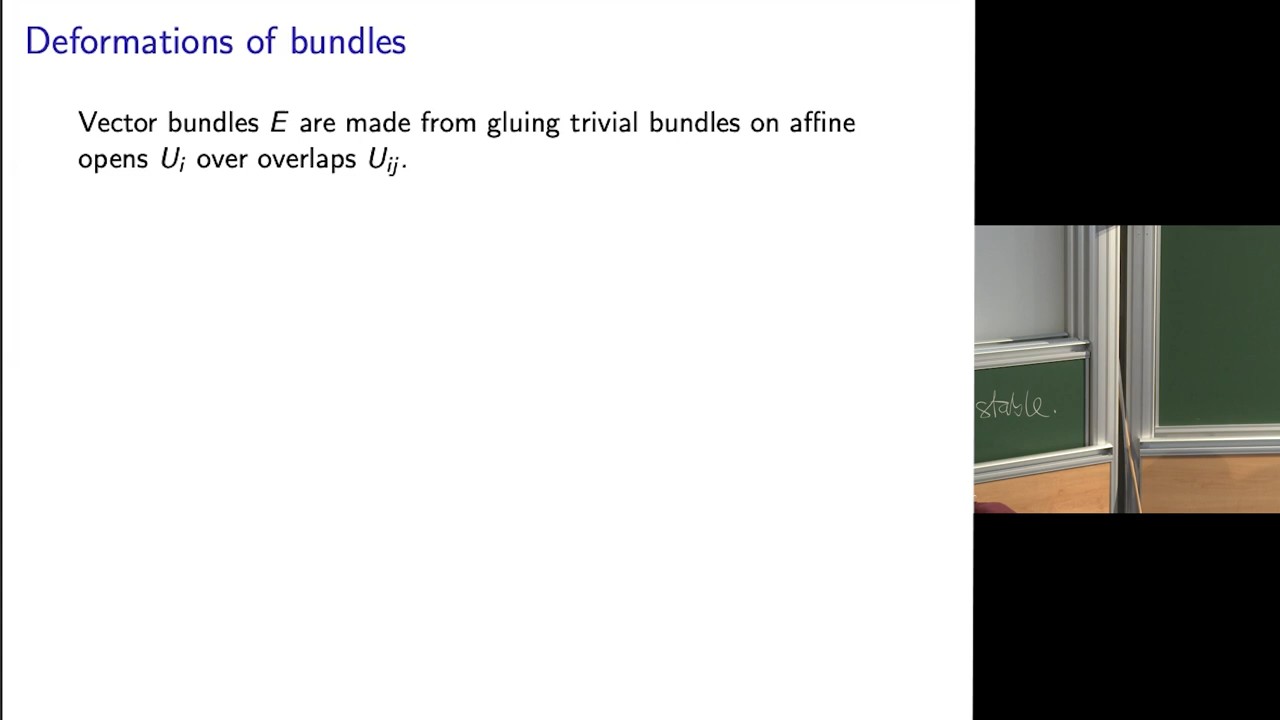 Deformations of bundles
Vector bundles E are made from gluing trivial bundles on affine
opens Uᵢ over overlaps Uᵢⱼ.
stable.